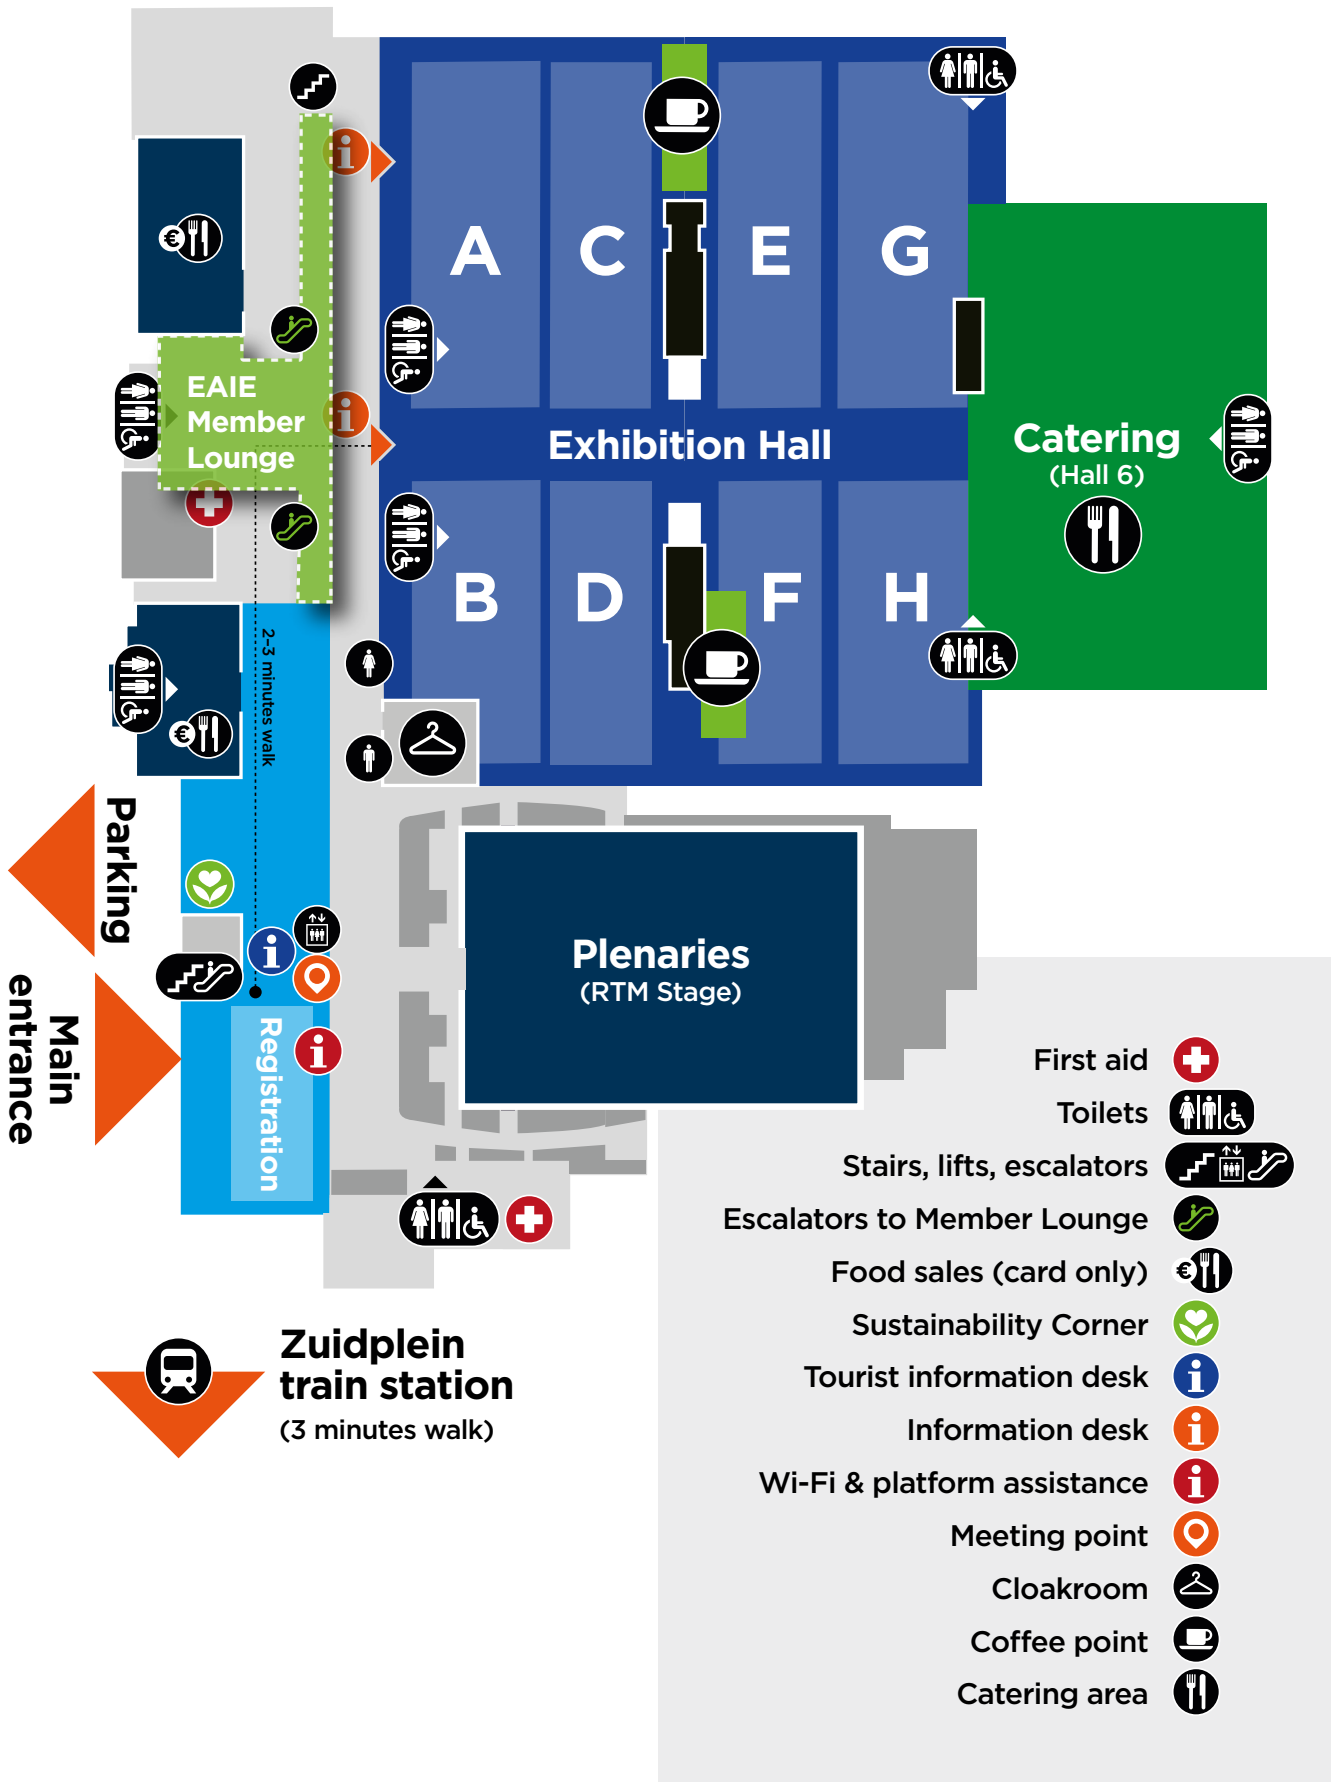 A
C
E
G
EAIE
Member
Lounge
Exhibition Hall
Catering
(Hall 6)
B
D
F
H
2-3 minutes walk
Parking
Main
entrance
Registration
Plenaries
(RTM Stage)
Zuidplein
train station
(3 minutes walk)
First aid
Toilets
Stairs, lifts, escalators
Escalators to Member Lounge
Food sales (card only)
Sustainability Corner
Tourist information desk
Information desk
Wi-Fi & platform assistance
Meeting point
Cloakroom
Coffee point
Catering area